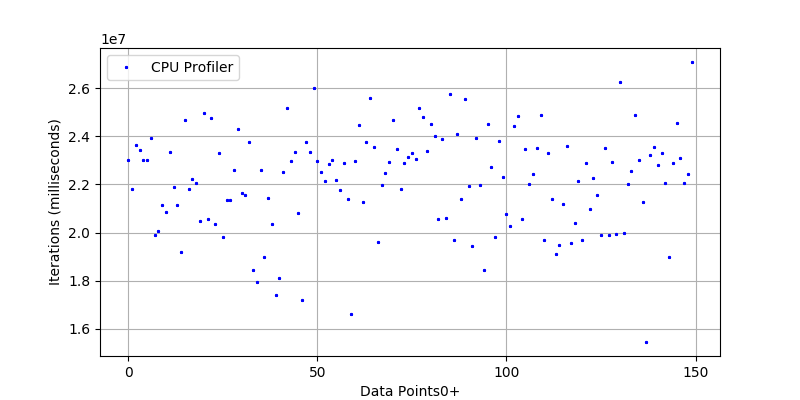 1e7
CPU Profiler
2.6
2.4
2.2
2.0
1.8
1.6
Iterations (milliseconds)
0 50 100 150
Data Points0+